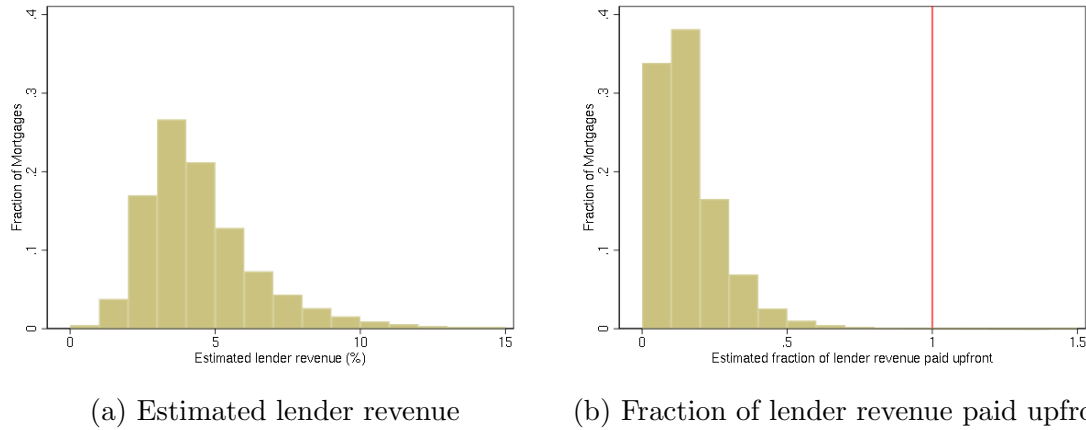 Fraction of Mortgages
.4
.3
.2
.1
0
0 5 10 15
Estimated lender revenue (%)
(a) Estimated lender revenue
Fraction of Mortgages
.4
.3
.2
.1
0
0 .5 1 1.5
Estimated fraction of lender revenue paid upfront
(b) Fraction of lender revenue paid upfro